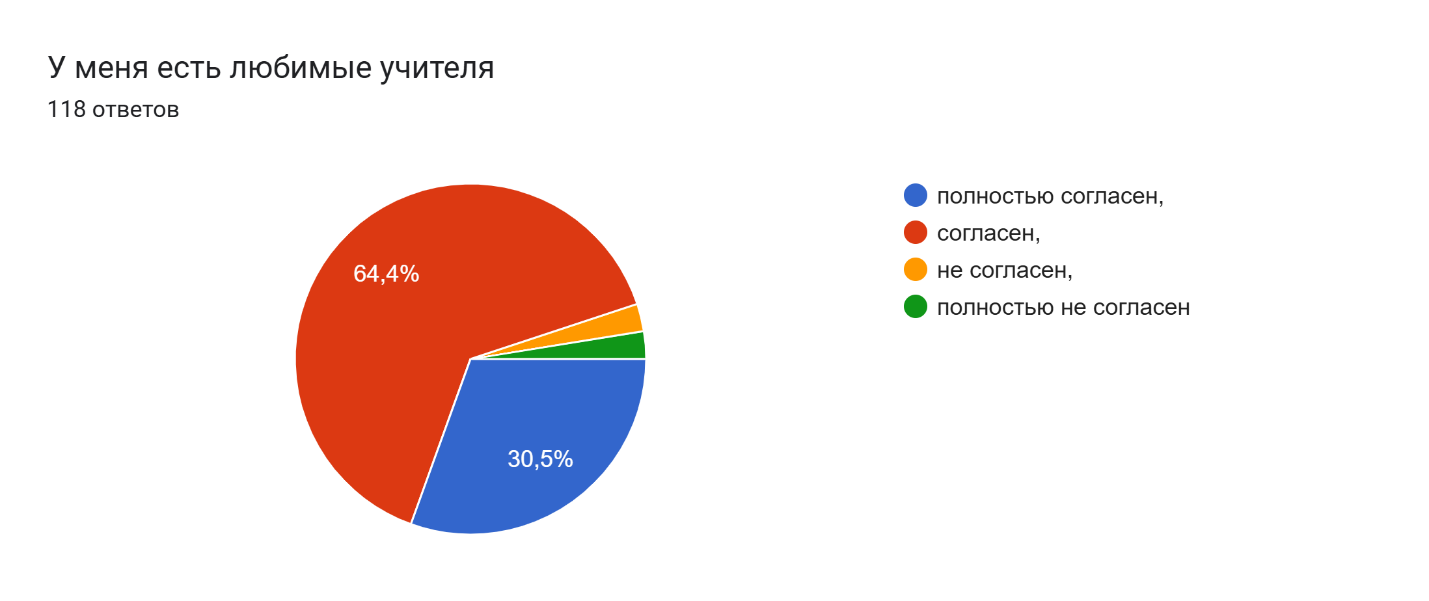 У меня есть любимые учителя
118 ответов
64,4%
30,5%
полностью согласен,
согласен,
не согласен,
полностью не согласен